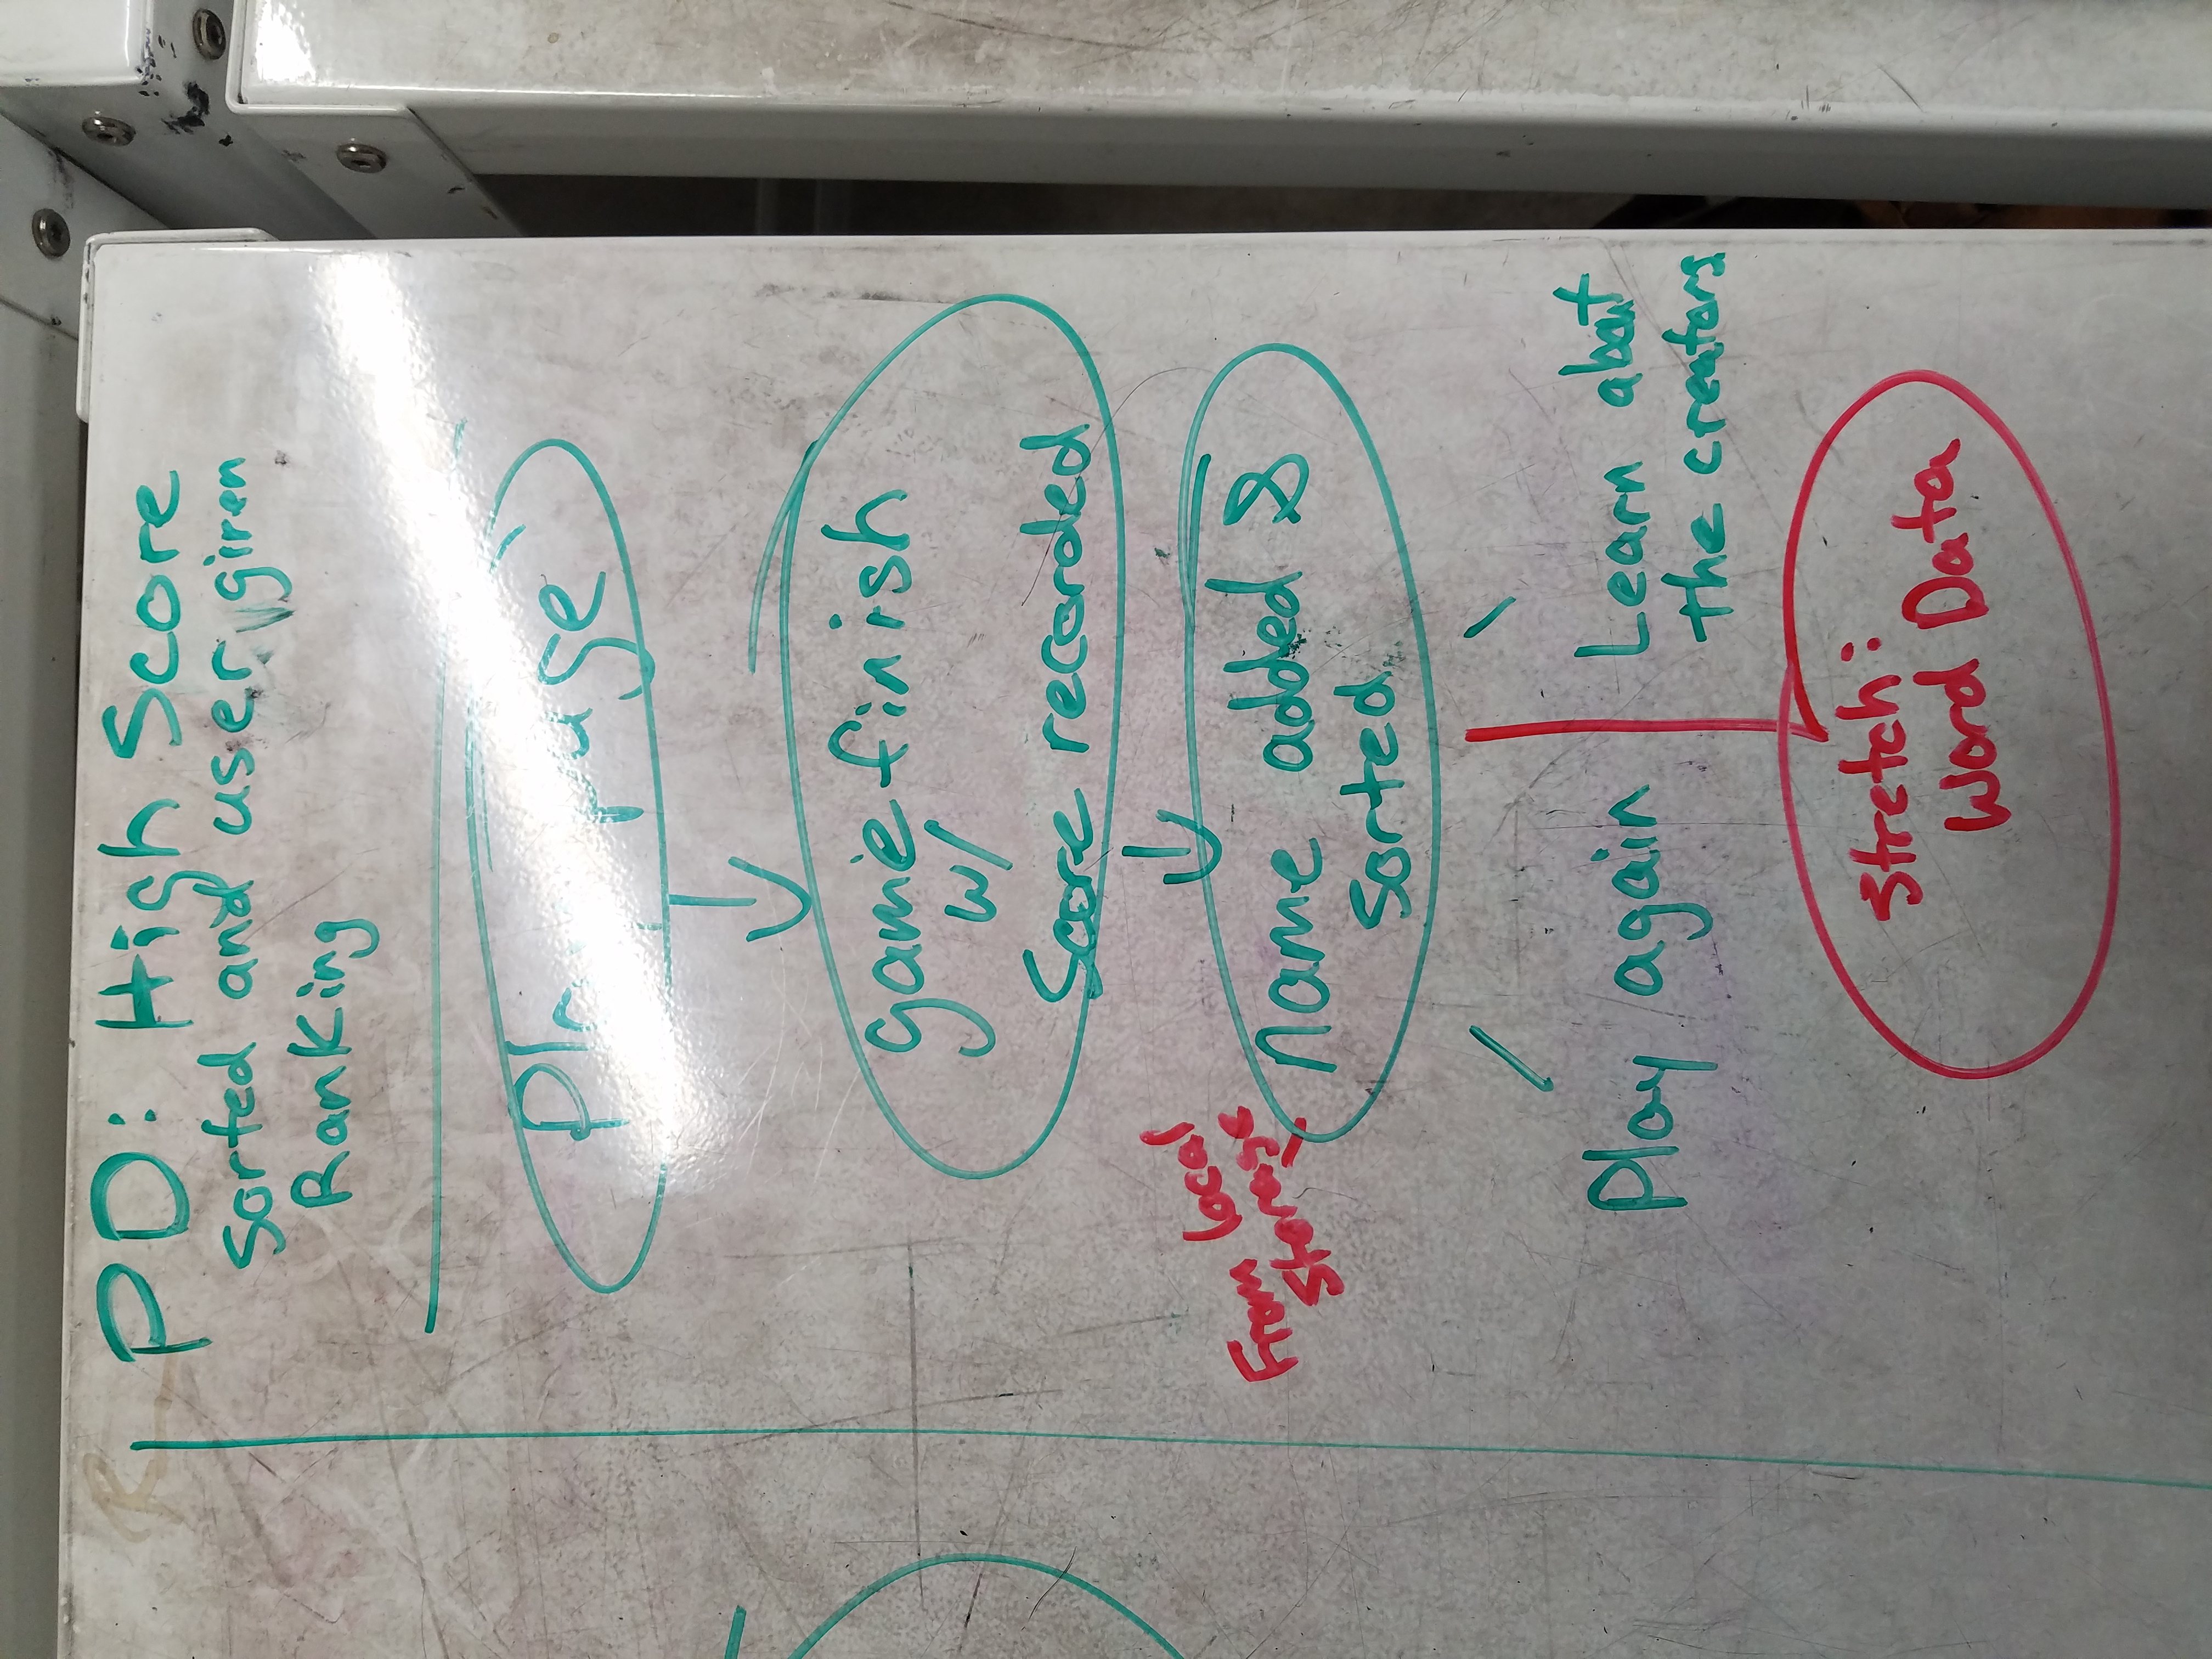 PD: High Score
Sorted and user given
Ranking
page
game finish
w/
Score recorded
From local
Storage
name added &
sorted
Play again
Learn about
the creators
Stretch:
Word Data